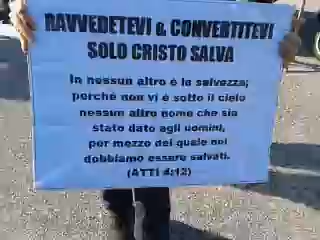 RAVVEDETEVI & CONVERTITEVI
SOLO CRISTO SALVA
In nessun altro è la salvezza;
perché non vi è sotto il cielo
nessun altro nome che sia
stato dato agli uomini,
per mezzo del quale noi
dobbiamo essere salvati.
(ATTI 4:12)